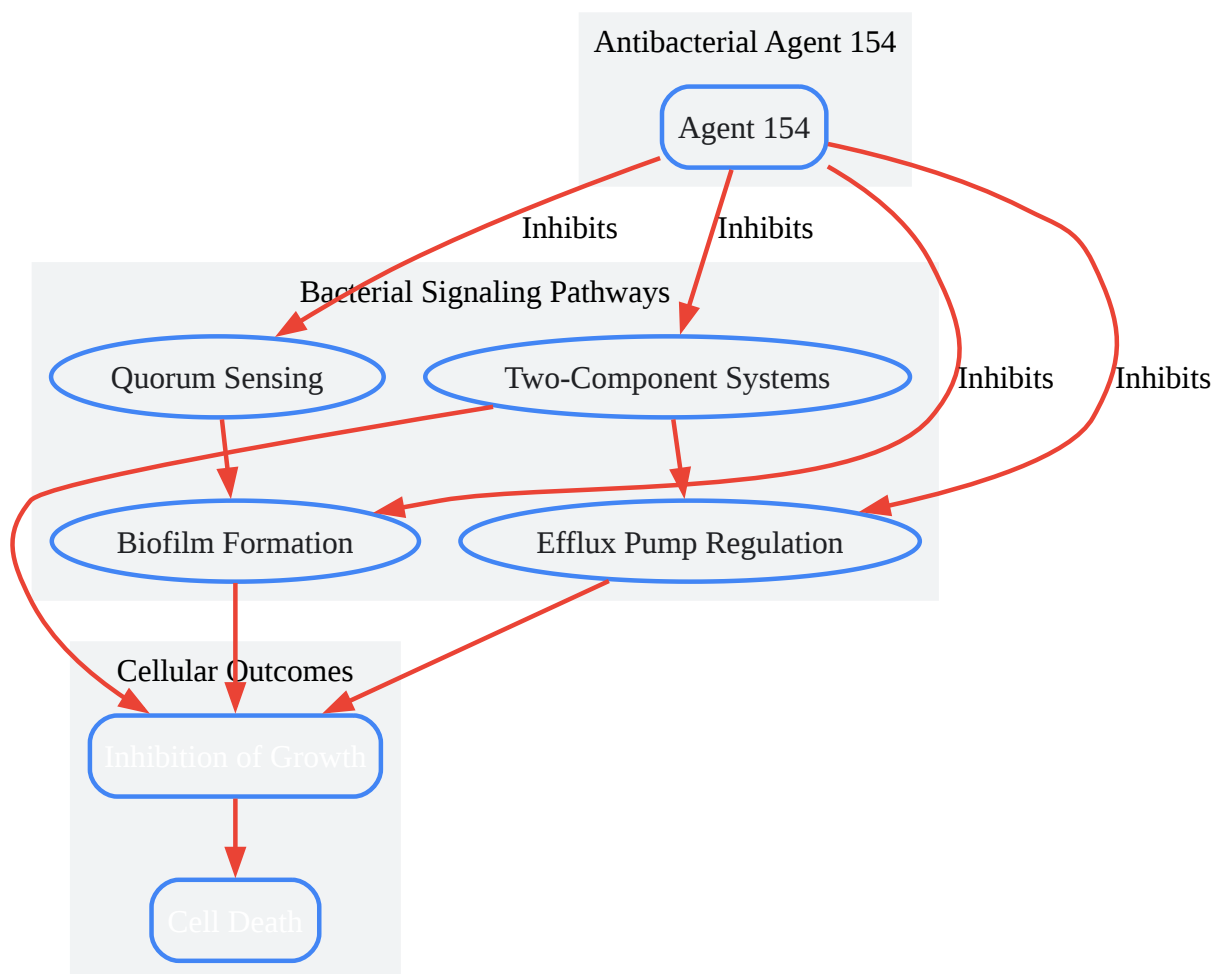 Antibacterial Agent 154
Agent 154
Inhibits
Inhibits
Bacterial Signaling Pathways
Quorum Sensing
Two-Component Systems
Inhibits
Inhibits
Biofilm Formation
Efflux Pump Regulation
Cellular Outcomes
Inhibition of Growth
Cell Death